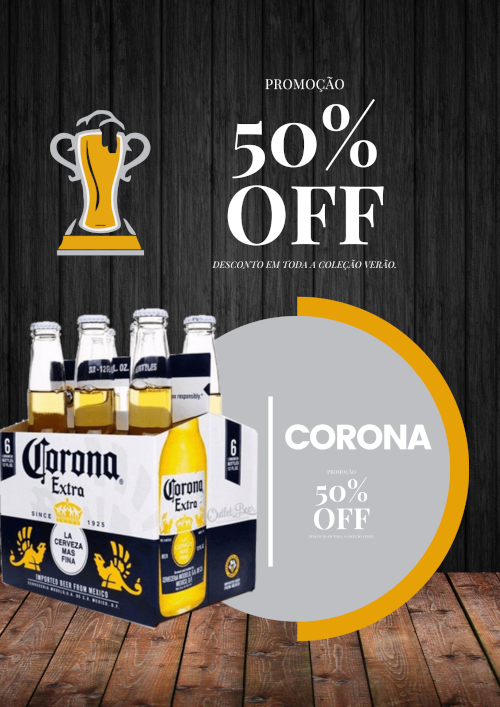 PROMOÇÃO
50%
OFF
DESCONTO EM TODA A COLEÇÃO VERÃO.
CORONA
PROMOÇÃO
50%
OFF
6
Corona
Extra
SINCE 1925
LA
CERVEZA
MAS
FINA
IMPORTED BEER FROM MEXICO
Corona
Extra
6